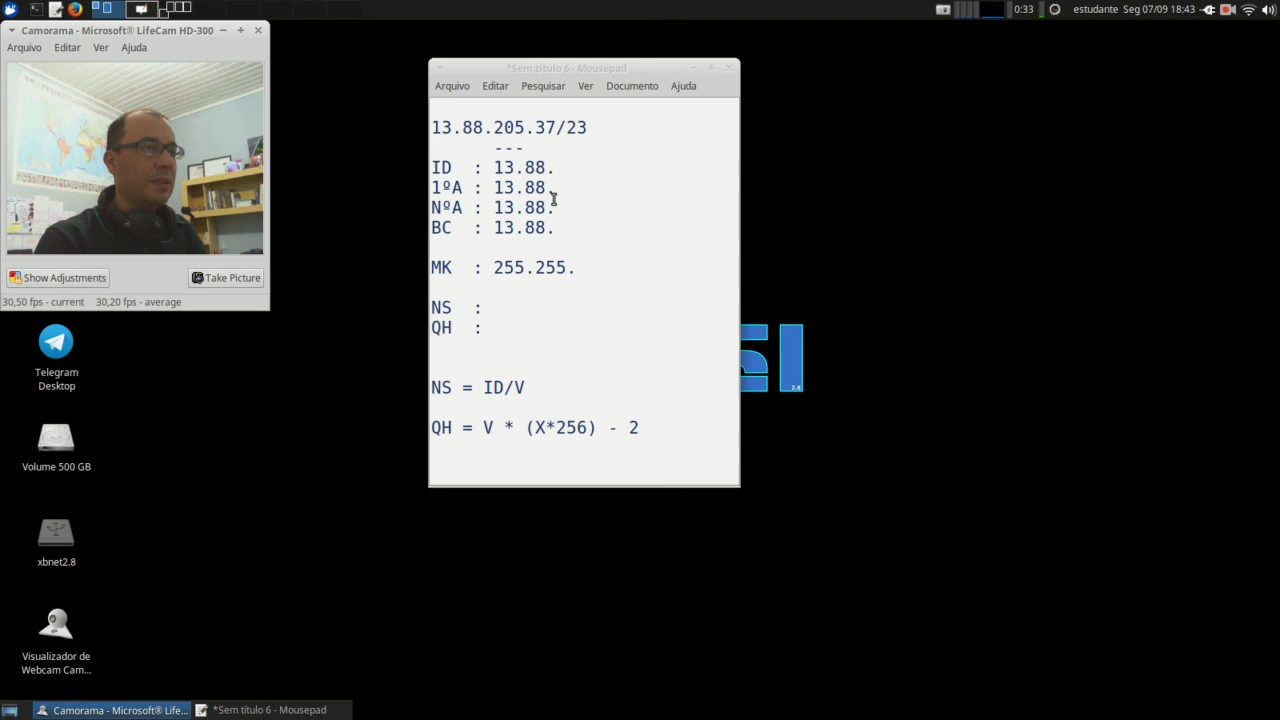 0:33
estudante Seg 07/09 18:43
Camorama - Microsoft® LifeCam HD-300
Arquivo Editar Ver Ajuda
Show Adjustments
Take Picture
30,50 fps - current 30,20 fps - average
*Sem título 6 - Mousepad
Arquivo Editar Pesquisar Ver Documento Ajuda
13.88.205.37/23
---
ID : 13.88.
1ºA : 13.88.
NºA : 13.88.
BC : 13.88.
MK : 255.255.
NS :
QH :
NS = ID/V
QH = V * (X*256) - 2
2.8
Telegram
Desktop
Volume 500 GB
xbnet2.8
Visualizador de
Webcam Cam...
Camorama - Microsoft® Life...
*Sem título 6 - Mousepad